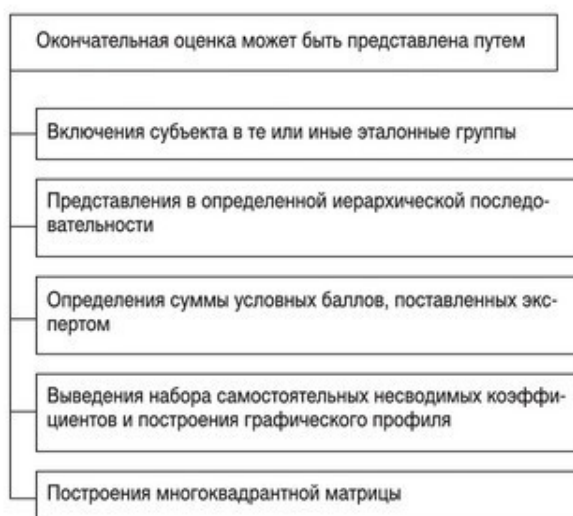 Окончательная оценка может быть представлена путем
Включения субъекта в те или иные эталонные группы
Представления в определенной иерархической последо-
вательности
Определения суммы условных баллов, поставленных экс-
пертом
Выведения набора самостоятельных несводимых коэффи-
циентов и построения графического профиля
Построения многоквадрантной матрицы